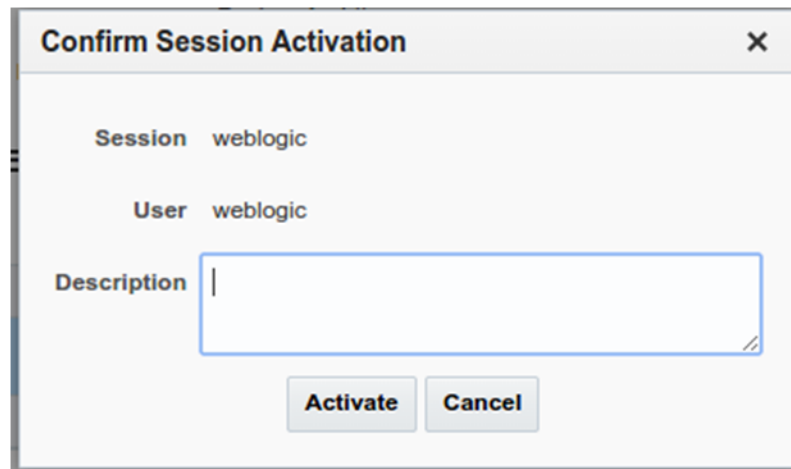 Confirm Session Activation ×
Session weblogic
User weblogic
Description
Activate Cancel